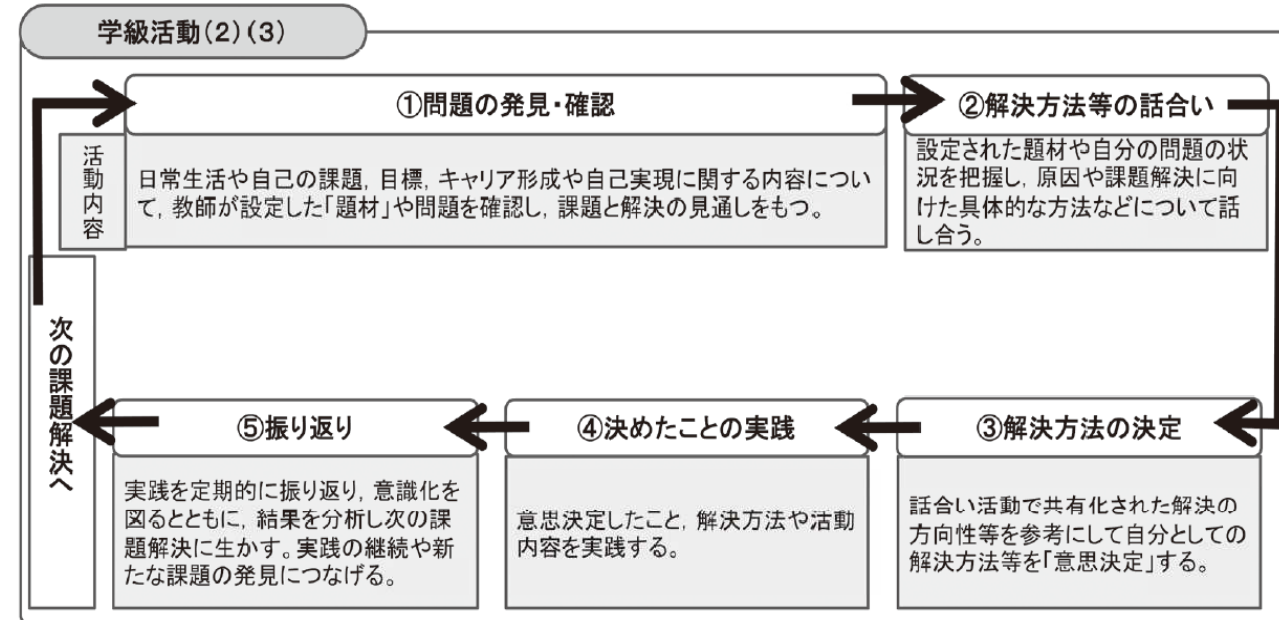 学級活動(2)(3)
①問題の発見・確認
活動内容
日常生活や自己の課題,目標,キャリア形成や自己実現に関する内容につい
て,教師が設定した「題材」や問題を確認し,課題と解決の見通しをもつ。
②解決方法等の話合い
設定された題材や自分の問題の状
況を把握し,原因や課題解決に向
けた具体的な方法などについて話
し合う。
③解決方法の決定
話合い活動で共有化された解決の
方向性等を参考にして自分としての
解決方法等を「意思決定」する。
④決めたことの実践
意思決定したこと,解決方法や活動
内容を実践する。
⑤振り返り
実践を定期的に振り返り,意識化を
図るとともに,結果を分析し次の課
題解決に生かす。実践の継続や新
たな課題の発見につなげる。
次の課題解決へ